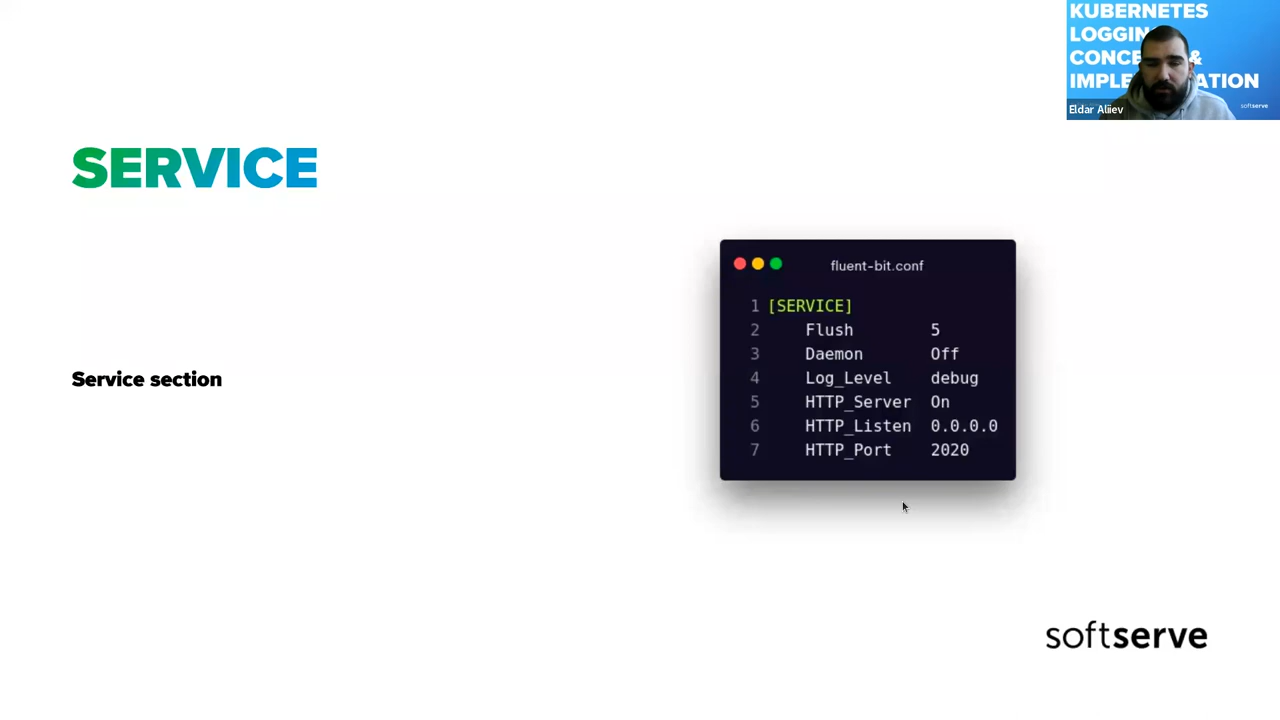 KUBERNETES
LOGGIN
CONCE &
IMPLE ATION
Eldar Aliiev
softserve
SERVICE
Service section
fluent-bit.conf
1 [SERVICE]
2 Flush 5
3 Daemon Off
4 Log_Level debug
5 HTTP_Server On
6 HTTP_Listen 0.0.0.0
7 HTTP_Port 2020
softserve